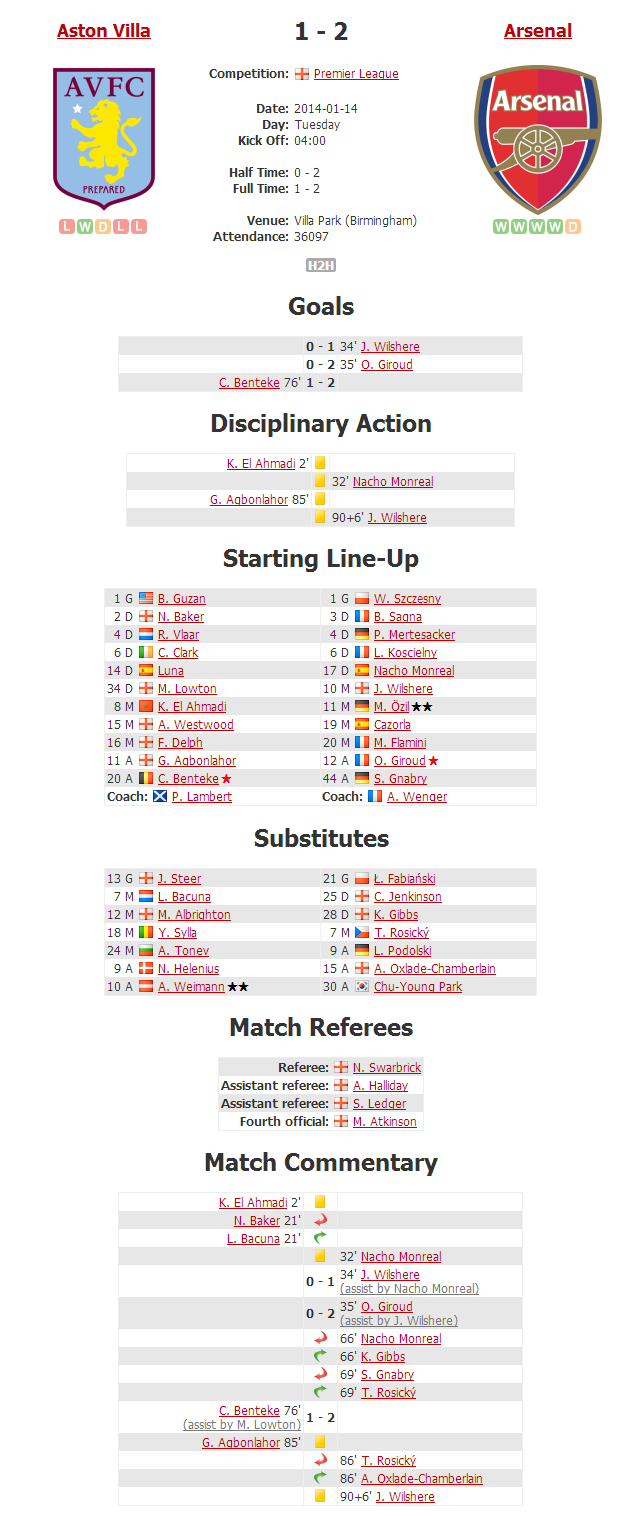 Aston Villa 1 - 2 Arsenal
AVFC
PREPARED
Arsenal
Competition: Premier League
Date: 2014-01-14
Day: Tuesday
Kick Off: 04:00
Half Time: 0 - 2
Full Time: 1 - 2
Venue: Villa Park (Birmingham)
Attendance: 36097
L W D L L
W W W W D
H2H
Goals
0 - 1 34' J. Wilshere
0 - 2 35' O. Giroud
C. Benteke 76' 1 - 2
Disciplinary Action
K. El Ahmadi 2'
32' Nacho Monreal
G. Agbonlahor 85'
90+6' J. Wilshere
Starting Line-Up
1 G B. Guzan 1 G W. Szczesny
2 D N. Baker 3 D B. Sagna
4 D R. Vlaar 4 D P. Mertesacker
6 D C. Clark 6 D L. Koscielny
14 D Luna 17 D Nacho Monreal
34 D M. Lowton 10 M J. Wilshere
8 M K. El Ahmadi 11 M M. Özil ★★
15 M A. Westwood 19 M Cazorla
16 M F. Delph 20 M M. Flamini
11 A G. Agbonlahor 12 A O. Giroud ★
20 A C. Benteke ★ 44 A S. Gnabry
Coach: P. Lambert Coach: A. Wenger
Substitutes
13 G J. Steer 21 G Ł. Fabiański
7 M L. Bacuna 25 D C. Jenkinson
12 M M. Albrighton 28 D K. Gibbs
18 M Y. Sylla 7 M T. Rosický
24 M A. Tonev 9 A L. Podolski
9 A N. Helenius 15 A A. Oxlade-Chamberlain
10 A A. Weimann ★★ 30 A Chu-Young Park
Match Referees
Referee: N. Swarbrick
Assistant referee: A. Halliday
Assistant referee: S. Ledger
Fourth official: M. Atkinson
Match Commentary
K. El Ahmadi 2'
N. Baker 21'
L. Bacuna 21'
32' Nacho Monreal
0 - 1 34' J. Wilshere
(assist by Nacho Monreal)
0 - 2 35' O. Giroud
(assist by J. Wilshere)
66' Nacho Monreal
66' K. Gibbs
69' S. Gnabry
69' T. Rosický
C. Benteke 76' 1 - 2
(assist by M. Lowton)
G. Agbonlahor 85'
86' T. Rosický
86' A. Oxlade-Chamberlain
90+6' J. Wilshere